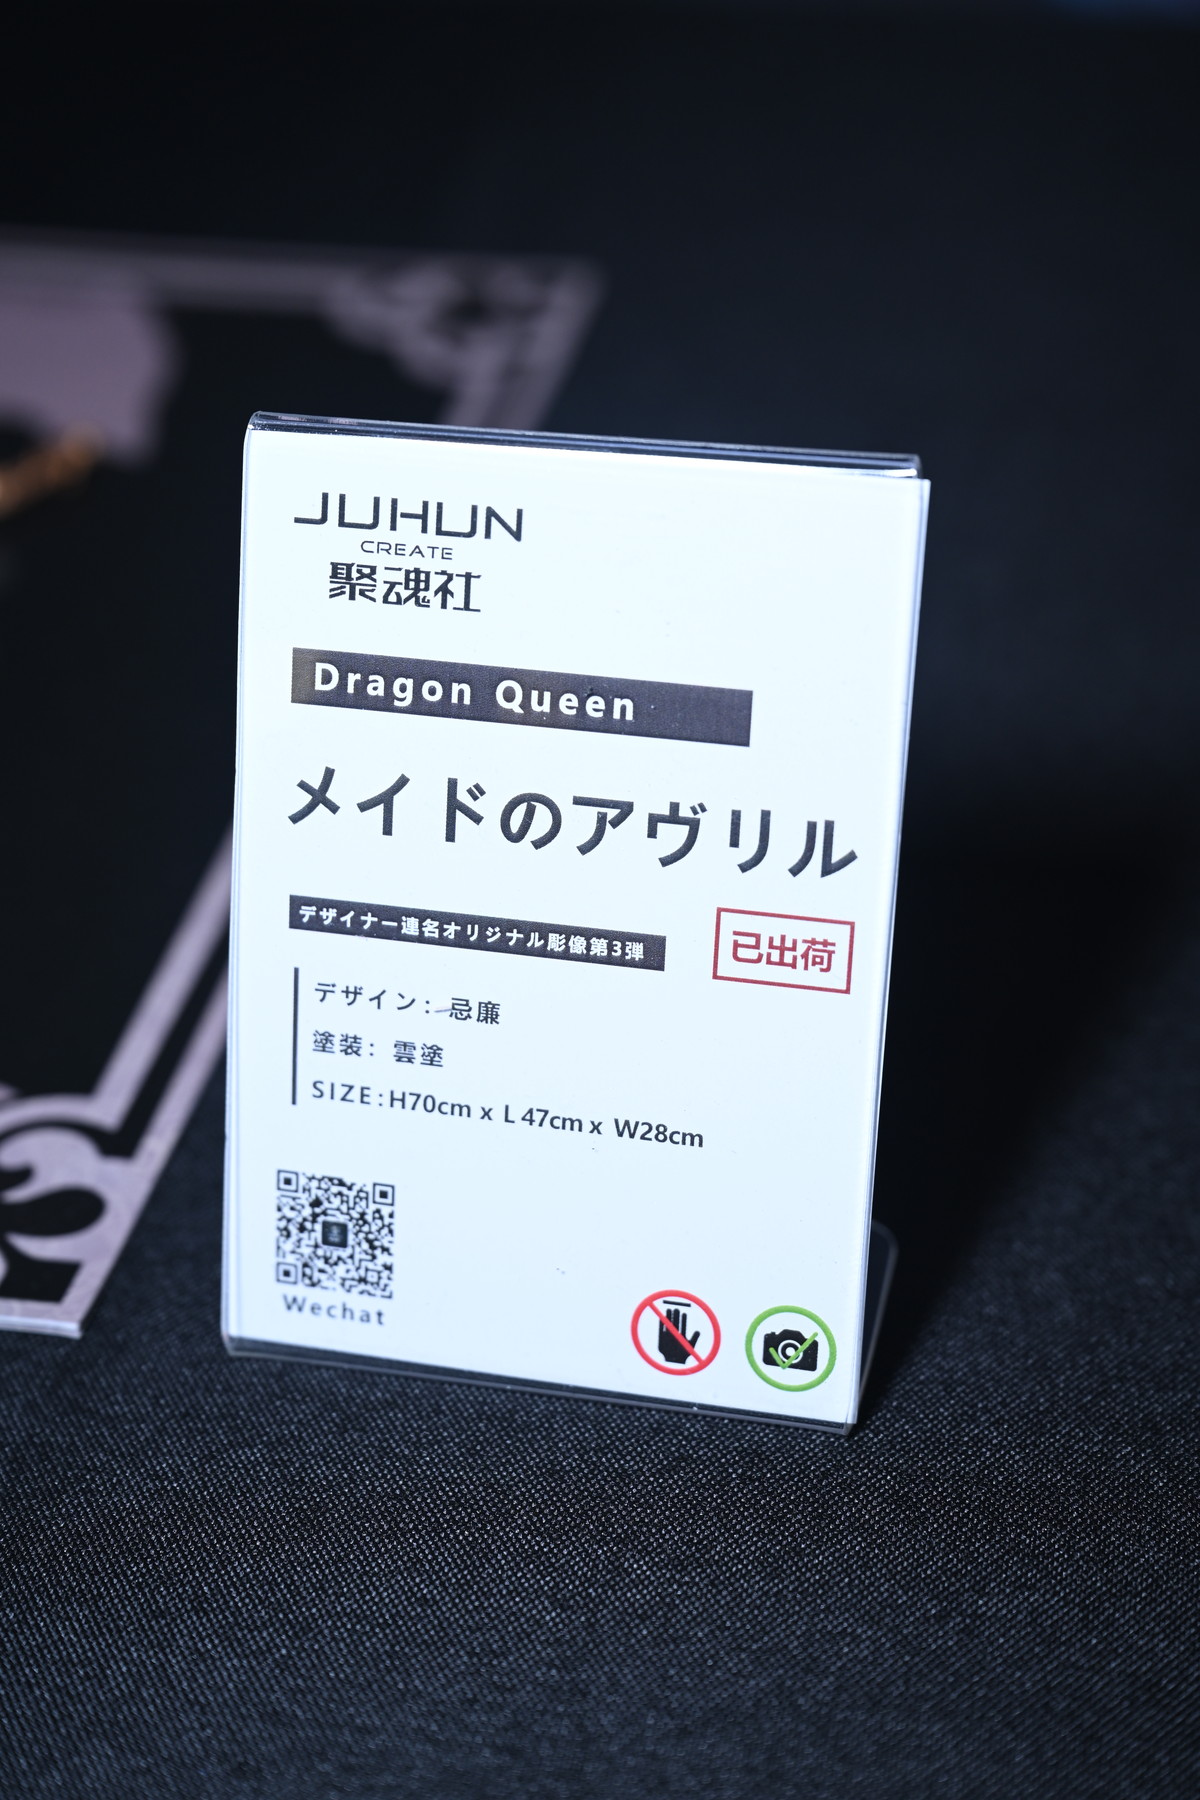 JUHUN
CREATE
聚魂社
Dragon Queen
メイドのアヴリル
デザイナー連名オリジナル彫像第3弾
已出荷
デザイン：忌廉
塗装：雲塗
SIZE:H70cm x L 47cm x W28cm
Wechat